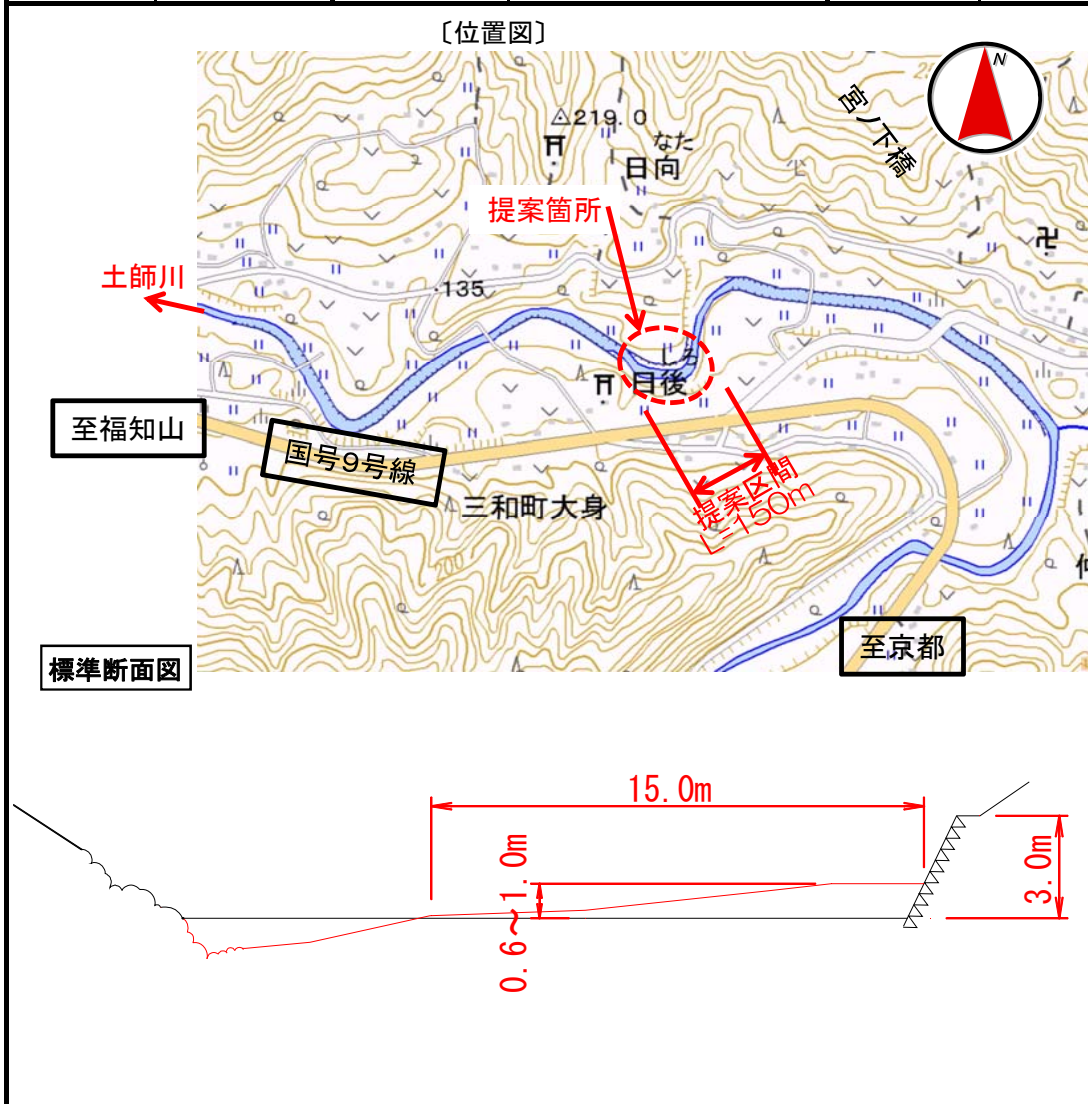 〔位置図〕
N
宮ノ下橋
219.0
なた
日向
提案箇所
土師川
135
しろ
日後
卍
至福知山
国号9号線
提案区間
L=150m
三和町大身
200
至京都
標準断面図
15.0m
0.6~1.0m
3.0m